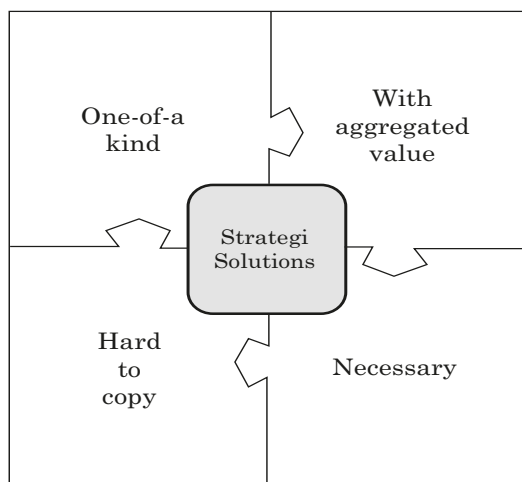 One-of-a
kind
With
aggregated
value
Strategi
Solutions
Hard
to
copy
Necessary